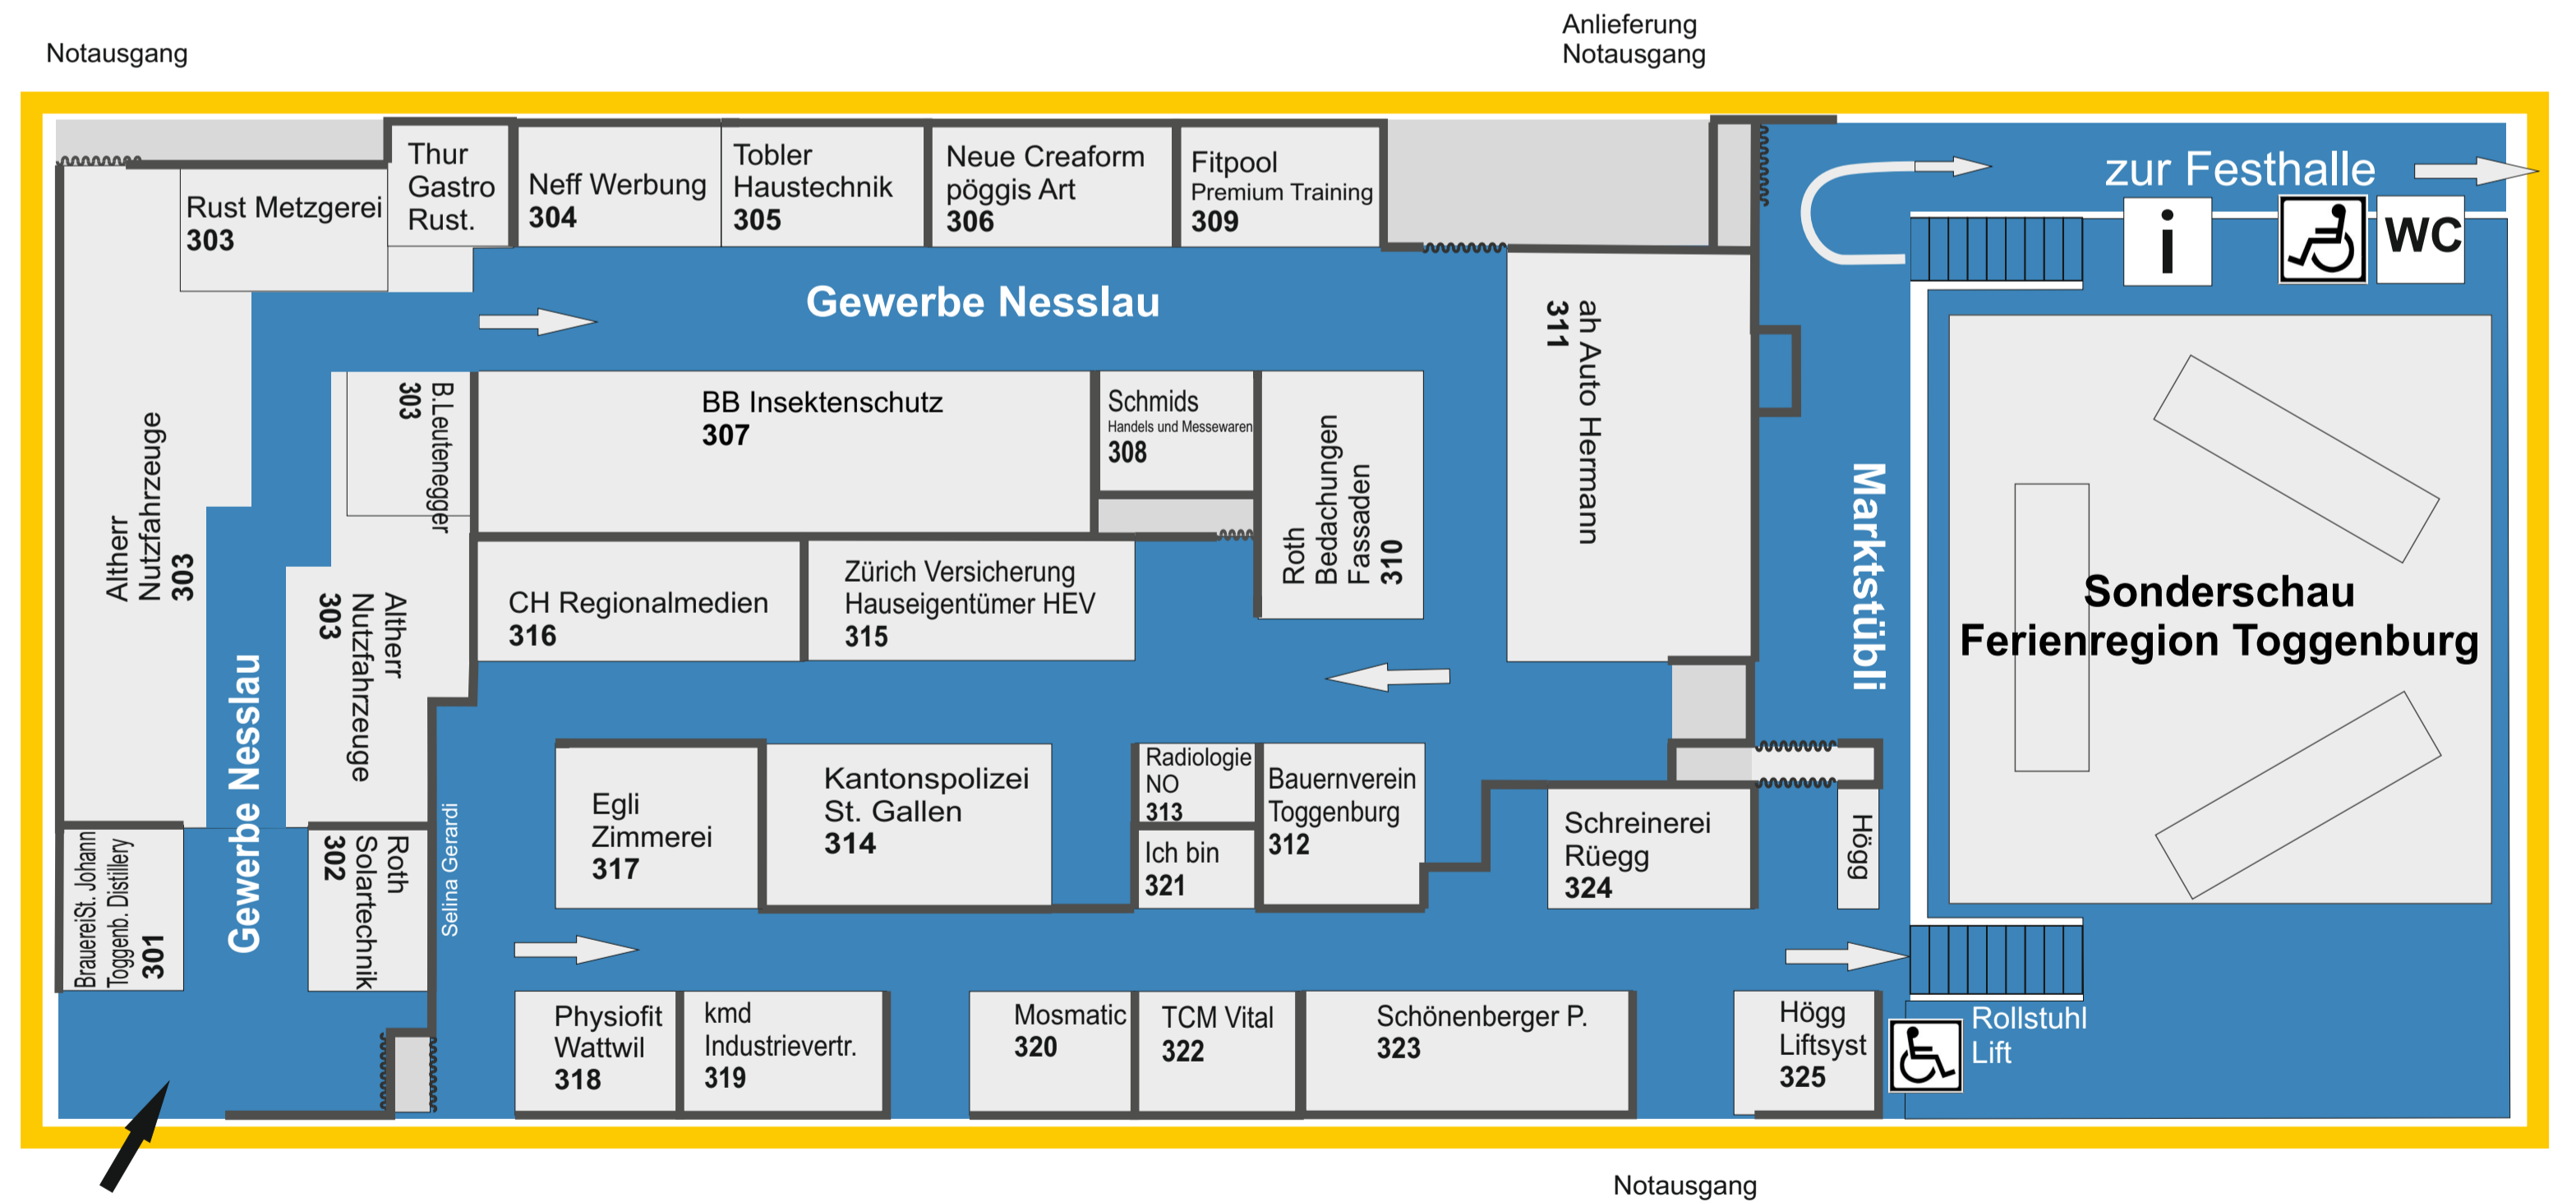 Notausgang
Anlieferung
Notausgang
Rust Metzgerei
303
Thur
Gastro
Rust.
Neff Werbung
304
Tobler
Haustechnik
305
Neue Creaform
pöggis Art
306
Fitpool
Premium Training
309
zur Festhalle
i
WC
Gewerbe Nesslau
ah Auto Hermann
311
Altherr
Nutzfahrzeuge
303
B.Leutenegger
303
BB Insektenschutz
307
Schmids
Handels und Messewaren
308
Roth
Bedachungen
Fassaden
310
Marktstübli
Sonderschau
Ferienregion Toggenburg
Altherr
Nutzfahrzeuge
303
CH Regionalmedien
316
Zürich Versicherung
Hauseigentümer HEV
315
Gewerbe Nesslau
BrauereiSt. Johann
Toggenb. Distillery
301
Roth
Solartechnik
302
Selina Gerardi
Egli
Zimmerei
317
Kantonspolizei
St. Gallen
314
Radiologie
NO
313
Ich bin
321
Bauernverein
Toggenburg
312
Schreinerei
Rüegg
324
Högg
Physiofit
Wattwil
318
kmd
Industrievertr.
319
Mosmatic
320
TCM Vital
322
Schönenberger P.
323
Högg
Liftsyst
325
Rollstuhl
Lift
Notausgang